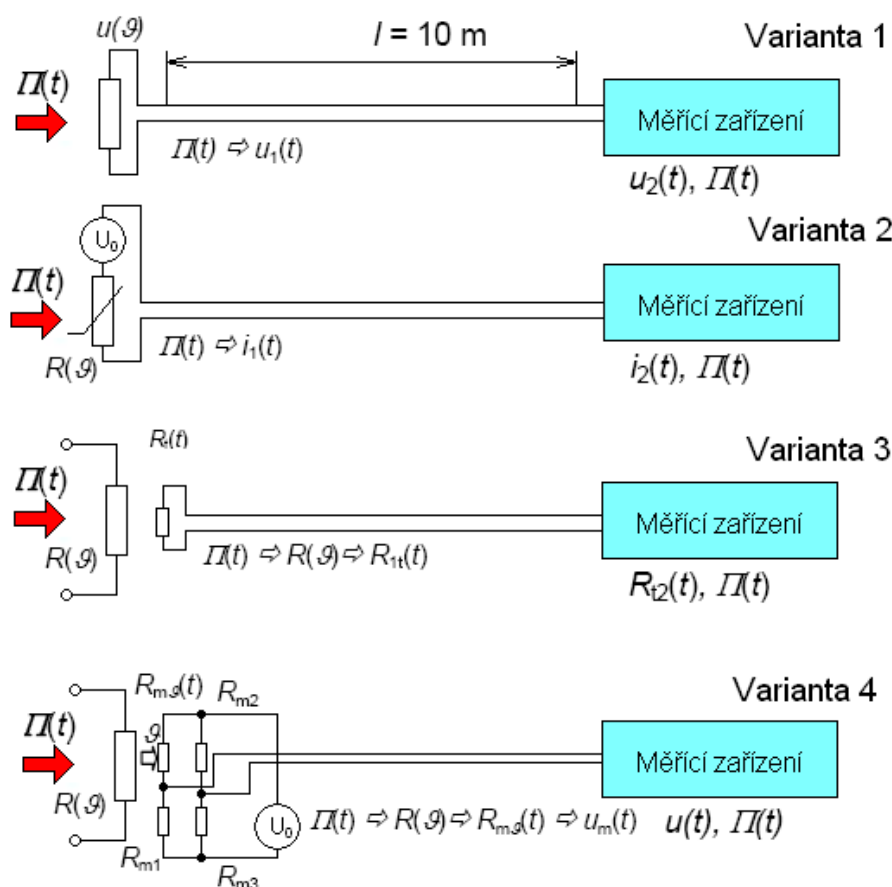 u(ϑ)
l = 10 m
Varianta 1
Π(t)
Měřící zařízení
Π(t) ⇨ u₁(t)
u₂(t), Π(t)
Varianta 2
U₀
Π(t)
Měřící zařízení
R(ϑ)
Π(t) ⇨ i₁(t)
i₂(t), Π(t)
Rₜ(t)
Varianta 3
Π(t)
Měřící zařízení
R(ϑ)
Π(t) ⇨ R(ϑ) ⇨ R₁ₜ(t)
Rₜ₂(t), Π(t)
Rmϑ(t)
Rm2
Varianta 4
Π(t)
ϑ
Měřící zařízení
R(ϑ)
U₀
Π(t) ⇨ R(ϑ) ⇨ Rmϑ(t) ⇨ uₘ(t)
u(t), Π(t)
Rm1
Rm3